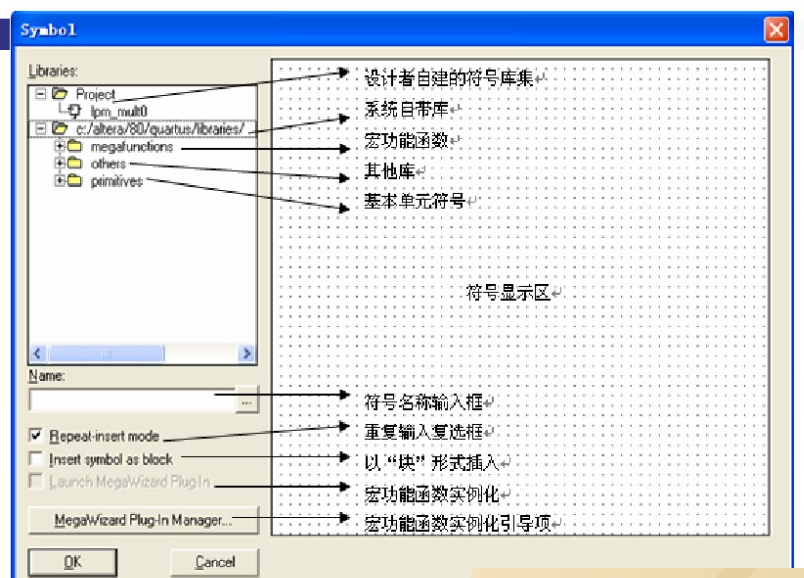 Symbol
Libraries:
Project
lpm_mult0
c:/altera/80/quartus/libraries/
megafunctions
others
primitives
设计者自建的符号库集
系统自带库
宏功能函数
其他库
基本单元符号
符号显示区
Name:
...
Repeat-insert mode
Insert symbol as block
Launch MegaWizard Plug-In
MegaWizard Plug-In Manager...
符号名称输入框
重复输入复选框
以“块”形式插入
宏功能函数实例化
宏功能函数实例化引导项
OK
Cancel